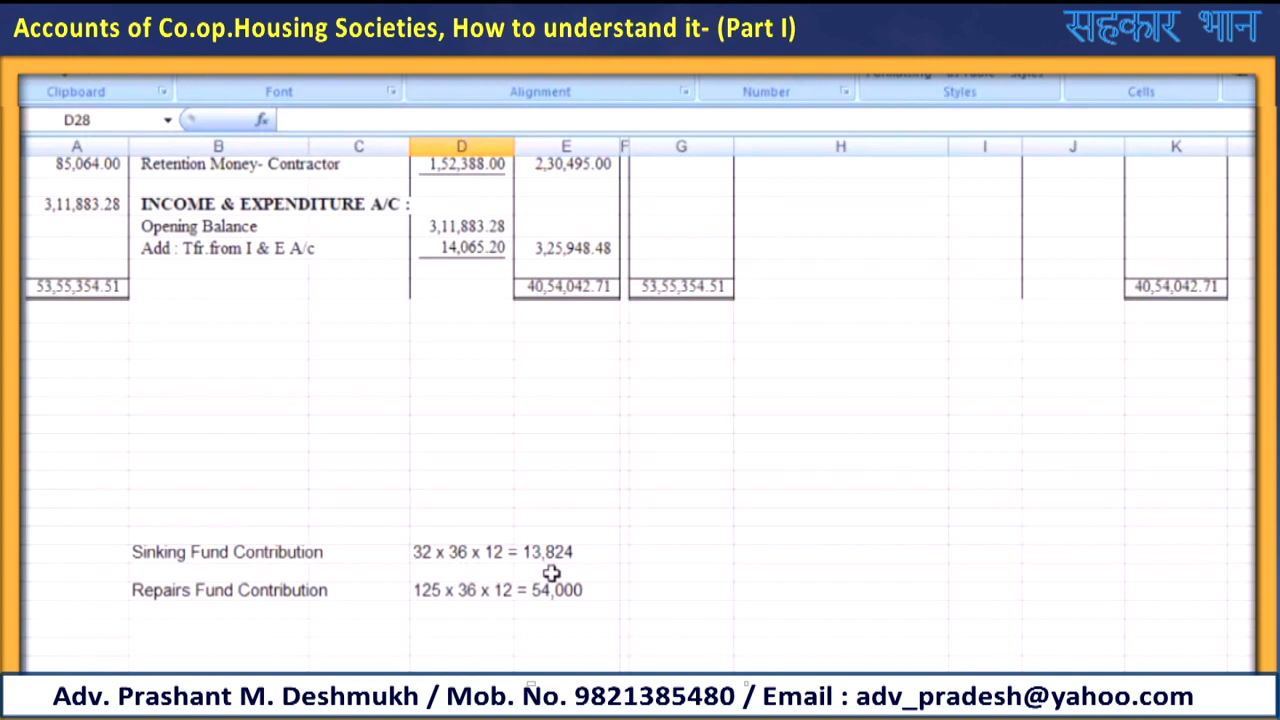 Accounts of Co.op.Housing Societies, How to understand it- (Part I)
सहकार भान
Clipboard Font Alignment Number Styles Cells
D28 fx
A B C D E F G H I J K
85,064.00 Retention Money- Contractor 1,52,388.00 2,30,495.00
3,11,883.28 INCOME & EXPENDITURE A/C :
Opening Balance 3,11,883.28
Add : Tfr.from I & E A/c 14,065.20 3,25,948.48
53,55,354.51 40,54,042.71 53,55,354.51 40,54,042.71
Sinking Fund Contribution 32 x 36 x 12 = 13,824
Repairs Fund Contribution 125 x 36 x 12 = 54,000
Adv. Prashant M. Deshmukh / Mob. No. 9821385480 / Email : adv_pradesh@yahoo.com